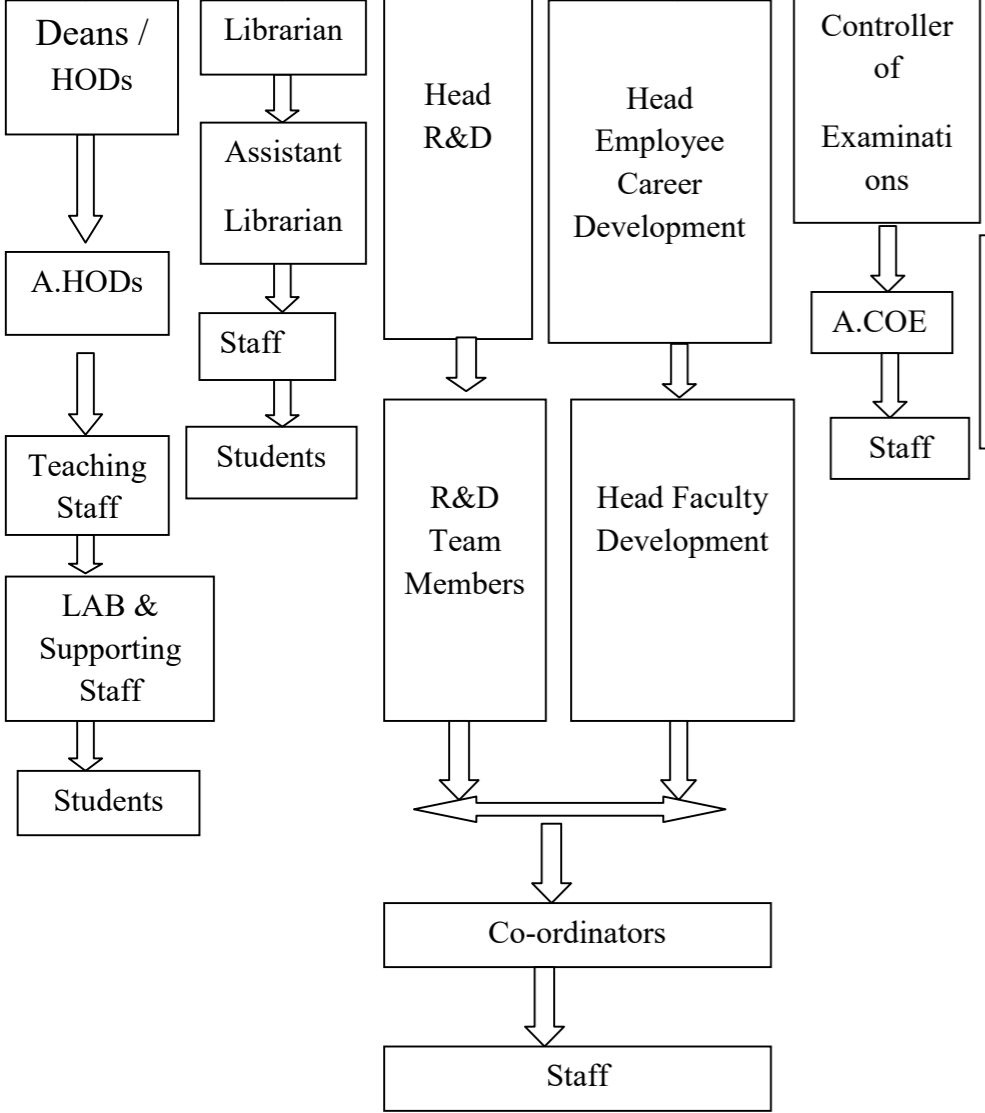 Deans /
HODs
A.HODs
Teaching
Staff
LAB &
Supporting
Staff
Students
Librarian
Assistant
Librarian
Staff
Students
Head
R&D
R&D
Team
Members
Head
Employee
Career
Development
Head Faculty
Development
Co-ordinators
Staff
Controller
of
Examinati
ons
A.COE
Staff